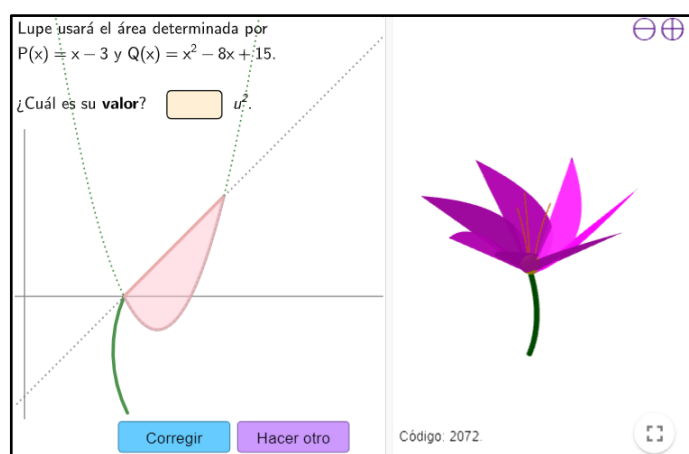 Lupe usará el área determinada por
P(x) = x − 3 y Q(x) = x² − 8x + 15.
¿Cuál es su valor? u².
Corregir
Hacer otro
Código: 2072.